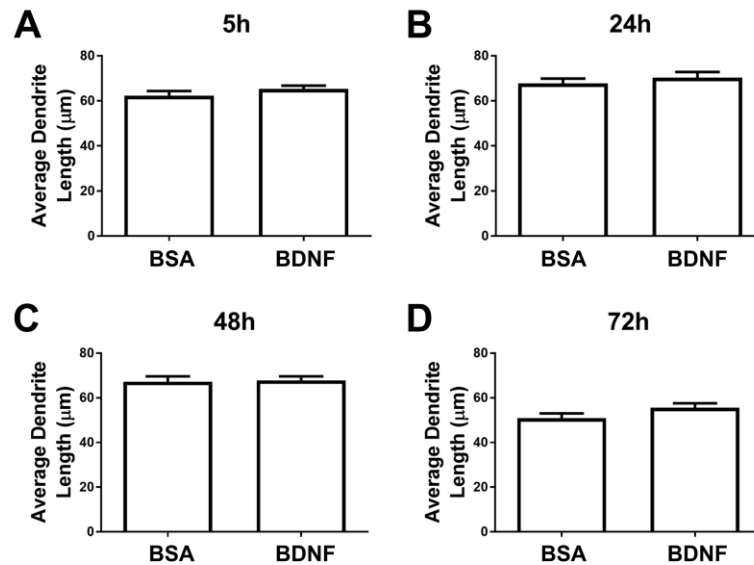 A
5h
Average Dendrite
Length (μm)
80
60
40
20
0
BSA
BDNF
B
24h
Average Dendrite
Length (μm)
80
60
40
20
0
BSA
BDNF
C
48h
Average Dendrite
Length (μm)
80
60
40
20
0
BSA
BDNF
D
72h
Average Dendrite
Length (μm)
80
60
40
20
0
BSA
BDNF